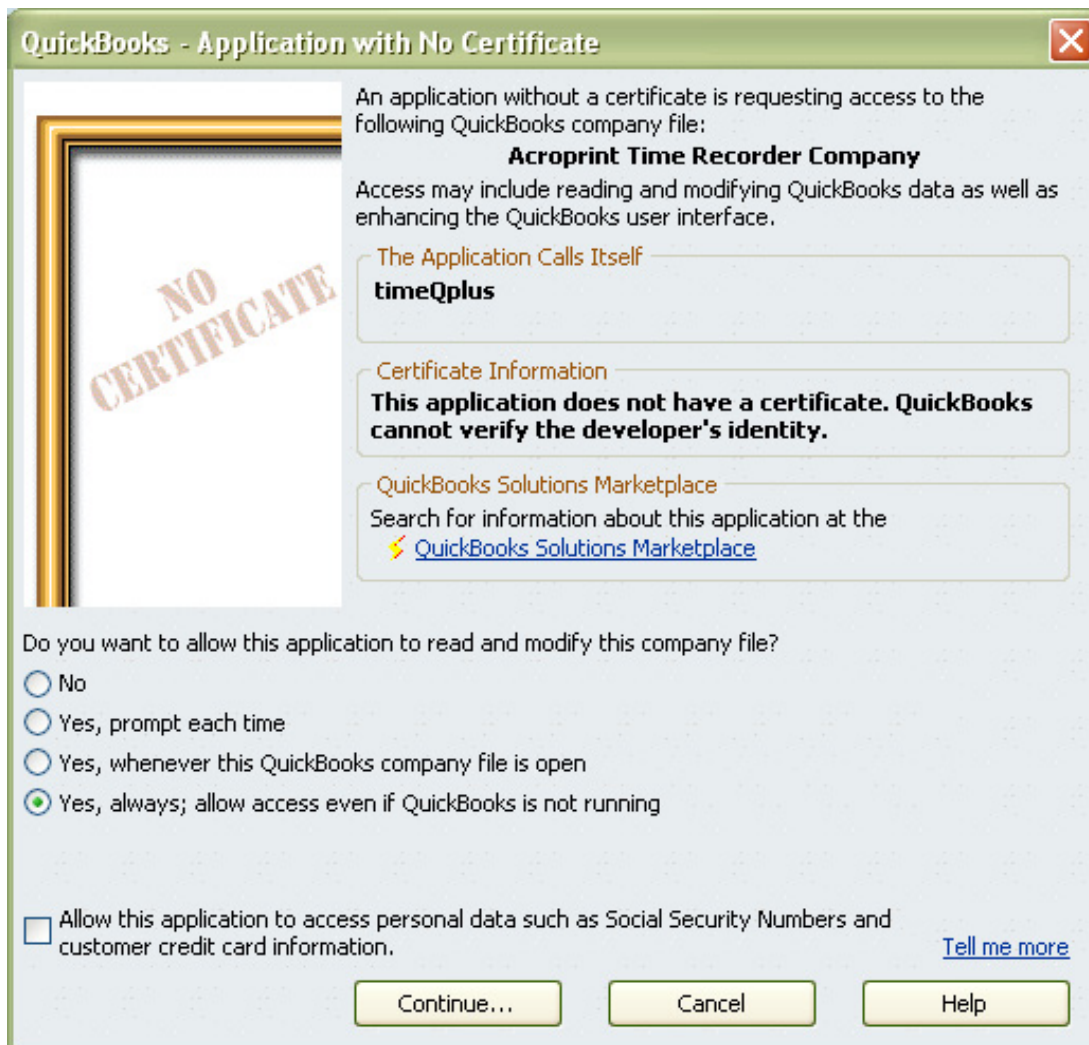 QuickBooks - Application with No Certificate
An application without a certificate is requesting access to the
following QuickBooks company file:
Acroprint Time Recorder Company
Access may include reading and modifying QuickBooks data as well as
enhancing the QuickBooks user interface.
The Application Calls Itself
timeQplus
NO
CERTIFICATE
Certificate Information
This application does not have a certificate. QuickBooks
cannot verify the developer's identity.
QuickBooks Solutions Marketplace
Search for information about this application at the
QuickBooks Solutions Marketplace
Do you want to allow this application to read and modify this company file?
No
Yes, prompt each time
Yes, whenever this QuickBooks company file is open
Yes, always; allow access even if QuickBooks is not running
Allow this application to access personal data such as Social Security Numbers and
customer credit card information.
Tell me more
Continue...
Cancel
Help